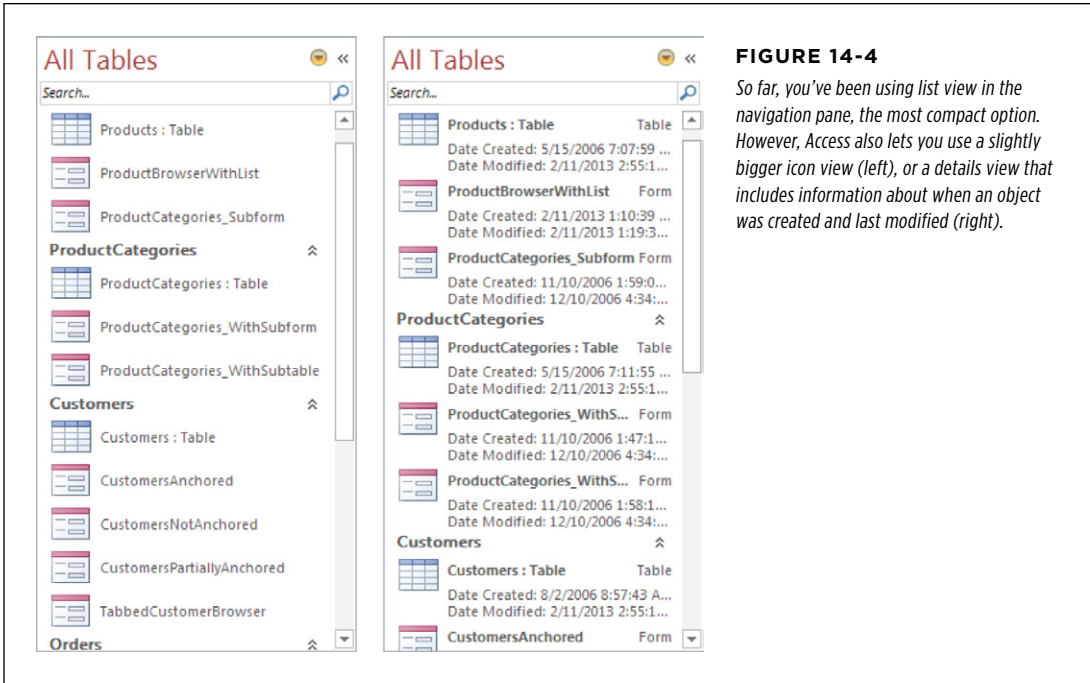 All Tables
Search...
Products : Table
ProductBrowserWithList
ProductCategories_Subform
ProductCategories
ProductCategories : Table
ProductCategories_WithSubform
ProductCategories_WithSubtable
Customers
Customers : Table
CustomersAnchored
CustomersNotAnchored
CustomersPartiallyAnchored
TabbedCustomerBrowser
Orders
All Tables
Search...
Products : Table Table
Date Created: 5/15/2006 7:07:59 ...
Date Modified: 2/11/2013 2:55:1...
ProductBrowserWithList Form
Date Created: 2/11/2013 1:10:39 ...
Date Modified: 2/11/2013 1:19:3...
ProductCategories_Subform Form
Date Created: 11/10/2006 1:59:0...
Date Modified: 12/10/2006 4:34:...
ProductCategories
ProductCategories : Table Table
Date Created: 5/15/2006 7:11:55 ...
Date Modified: 2/11/2013 2:55:1...
ProductCategories_WithS... Form
Date Created: 11/10/2006 1:47:1...
Date Modified: 12/10/2006 4:34:...
ProductCategories_WithS... Form
Date Created: 11/10/2006 1:58:1...
Date Modified: 12/10/2006 4:34:...
Customers
Customers : Table Table
Date Created: 8/2/2006 8:57:43 A...
Date Modified: 2/11/2013 2:55:1...
CustomersAnchored Form
FIGURE 14-4
So far, you've been using list view in the
navigation pane, the most compact option.
However, Access also lets you use a slightly
bigger icon view (left), or a details view that
includes information about when an object
was created and last modified (right).